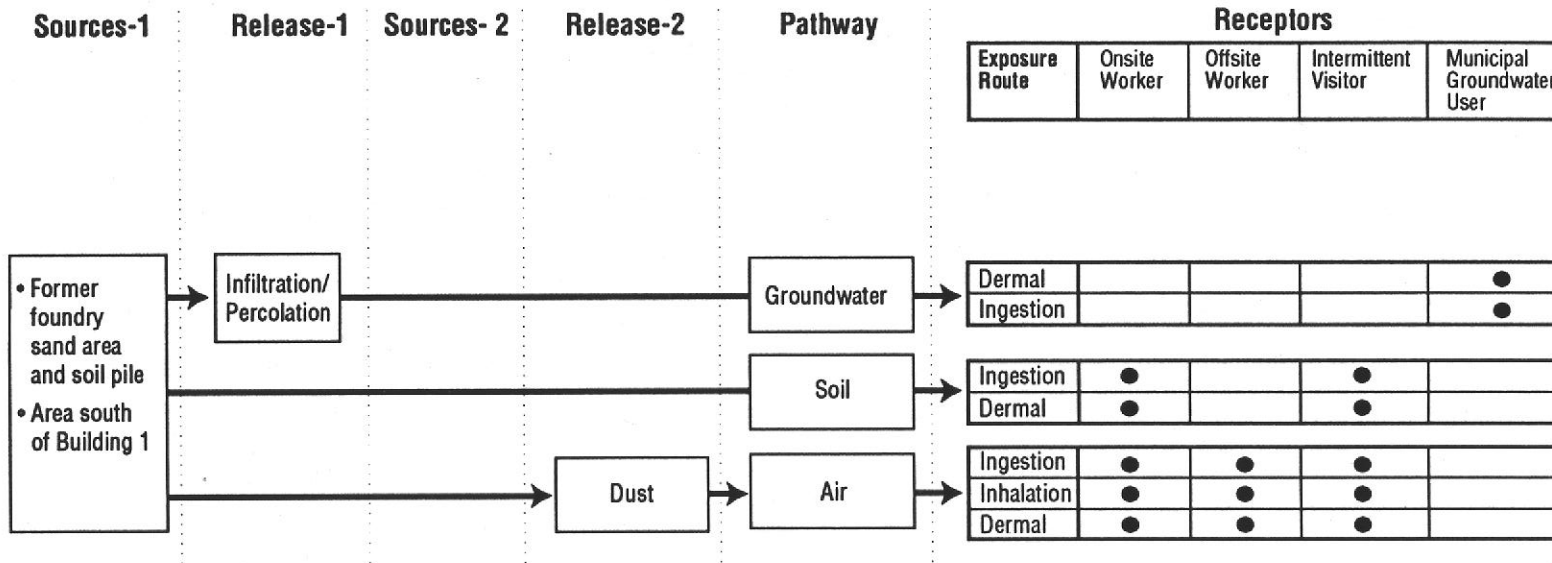 Sources-1 Release-1 Sources- 2 Release-2 Pathway Receptors
Exposure Route
Onsite Worker
Offsite Worker
Intermittent Visitor
Municipal Groundwater User
• Former
foundry
sand area
and soil pile
• Area south
of Building 1
Infiltration/
Percolation
Groundwater
Dermal
Ingestion
Soil
Ingestion
Dermal
Dust
Air
Ingestion
Inhalation
Dermal